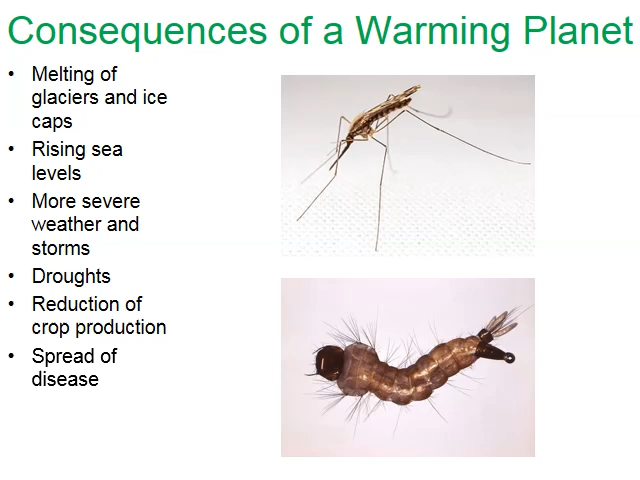 Consequences of a Warming Planet
• Melting of
glaciers and ice
caps
• Rising sea
levels
• More severe
weather and
storms
• Droughts
• Reduction of
crop production
• Spread of
disease